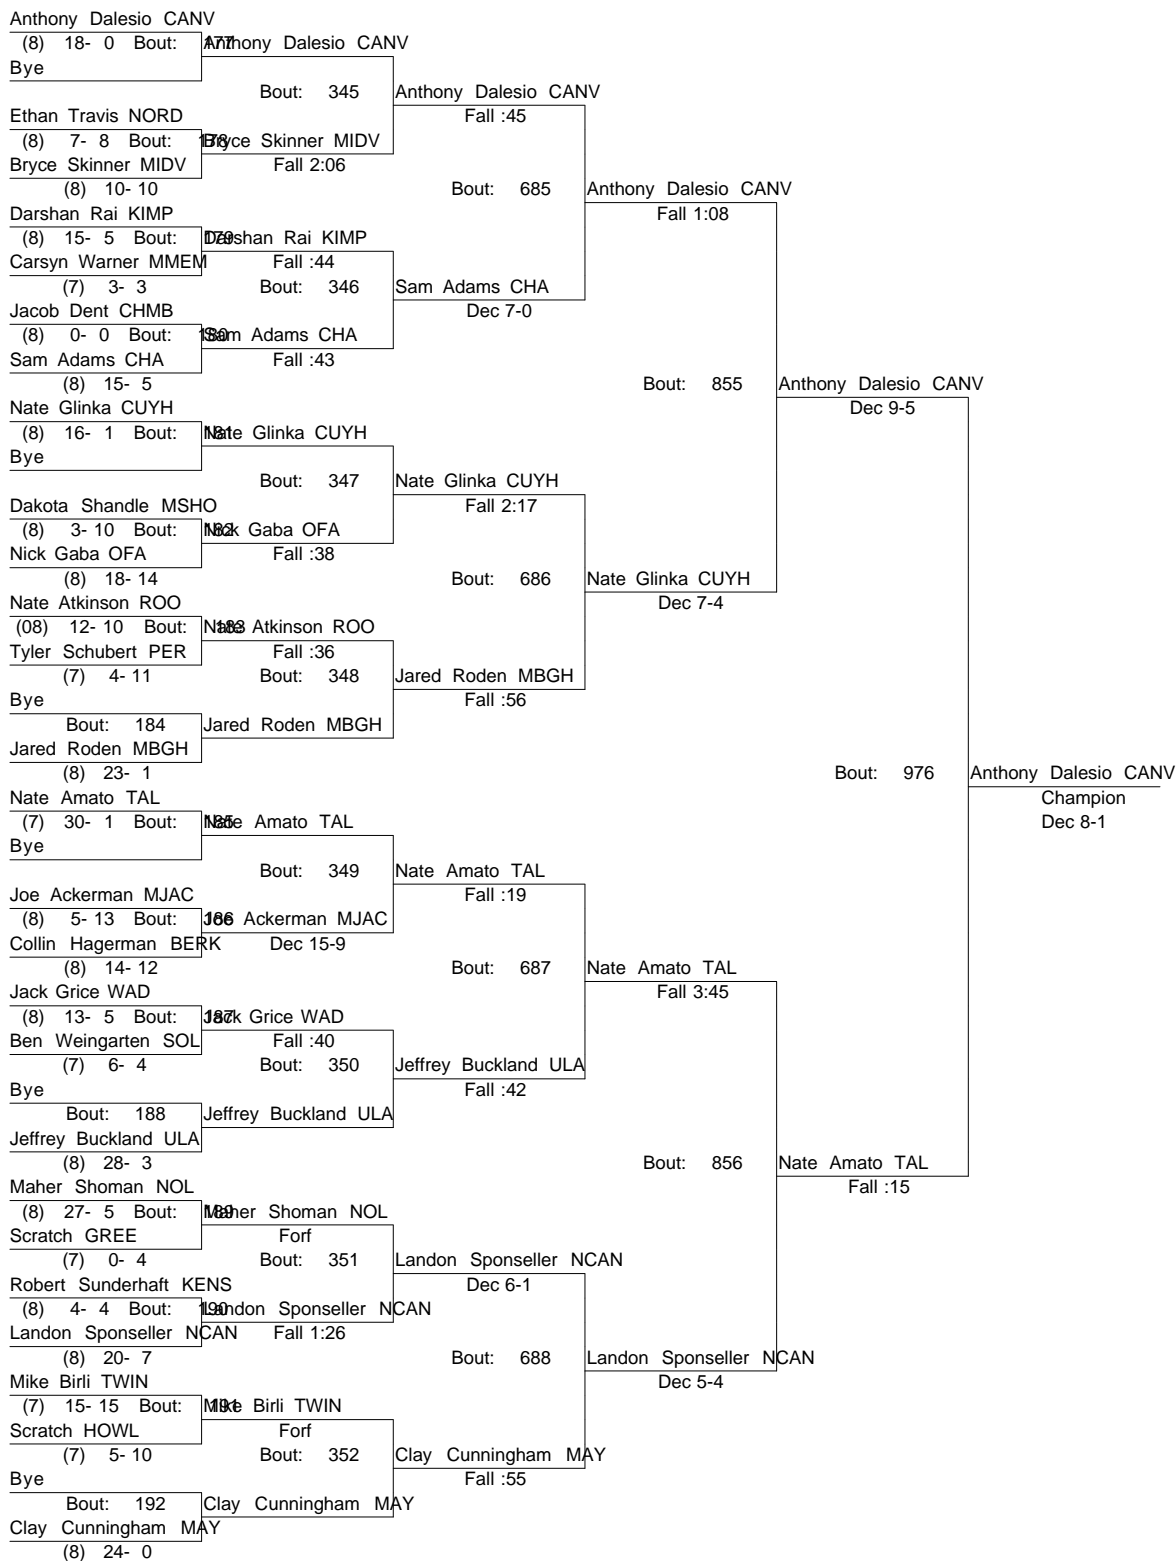 Anthony Dalesio CANV
(8) 18- 0 Bout: 177
Anthony Dalesio CANV
Bye
Bout: 345
Anthony Dalesio CANV
Fall :45
Ethan Travis NORD
(8) 7- 8 Bout: 178
Bryce Skinner MIDV
Bryce Skinner MIDV
Fall 2:06
(8) 10- 10
Bout: 685
Anthony Dalesio CANV
Fall 1:08
Darshan Rai KIMP
(8) 15- 5 Bout: 179
Darshan Rai KIMP
Carsyn Warner MMEM
Fall :44
(7) 3- 3
Bout: 346
Sam Adams CHA
Dec 7-0
Jacob Dent CHMB
(8) 0- 0 Bout: 180
Sam Adams CHA
Sam Adams CHA
Fall :43
(8) 15- 5
Bout: 855
Anthony Dalesio CANV
Dec 9-5
Nate Glinka CUYH
(8) 16- 1 Bout: 181
Nate Glinka CUYH
Bye
Bout: 347
Nate Glinka CUYH
Fall 2:17
Dakota Shandle MSHO
(8) 3- 10 Bout: 182
Nick Gaba OFA
Nick Gaba OFA
Fall :38
(8) 18- 14
Bout: 686
Nate Glinka CUYH
Dec 7-4
Nate Atkinson ROO
(08) 12- 10 Bout: 183
Nate Atkinson ROO
Tyler Schubert PER
Fall :36
(7) 4- 11
Bout: 348
Jared Roden MBGH
Fall :56
Bye
Bout: 184
Jared Roden MBGH
Jared Roden MBGH
(8) 23- 1
Bout: 976
Anthony Dalesio CANV
Champion
Dec 8-1
Nate Amato TAL
(7) 30- 1 Bout: 185
Nate Amato TAL
Bye
Bout: 349
Nate Amato TAL
Fall :19
Joe Ackerman MJAC
(8) 5- 13 Bout: 186
Joe Ackerman MJAC
Collin Hagerman BERK
Dec 15-9
(8) 14- 12
Bout: 687
Nate Amato TAL
Fall 3:45
Jack Grice WAD
(8) 13- 5 Bout: 187
Jack Grice WAD
Ben Weingarten SOL
Fall :40
(7) 6- 4
Bout: 350
Jeffrey Buckland ULA
Fall :42
Bye
Bout: 188
Jeffrey Buckland ULA
Jeffrey Buckland ULA
(8) 28- 3
Bout: 856
Nate Amato TAL
Fall :15
Maher Shoman NOL
(8) 27- 5 Bout: 189
Maher Shoman NOL
Scratch GREE
Forf
(7) 0- 4
Bout: 351
Landon Sponseller NCAN
Dec 6-1
Robert Sunderhaft KENS
(8) 4- 4 Bout: 190
Landon Sponseller NCAN
Landon Sponseller NCAN
Fall 1:26
(8) 20- 7
Bout: 688
Landon Sponseller NCAN
Dec 5-4
Mike Birli TWIN
(7) 15- 15 Bout: 191
Mike Birli TWIN
Scratch HOWL
Forf
(7) 5- 10
Bout: 352
Clay Cunningham MAY
Fall :55
Bye
Bout: 192
Clay Cunningham MAY
Clay Cunningham MAY
(8) 24- 0